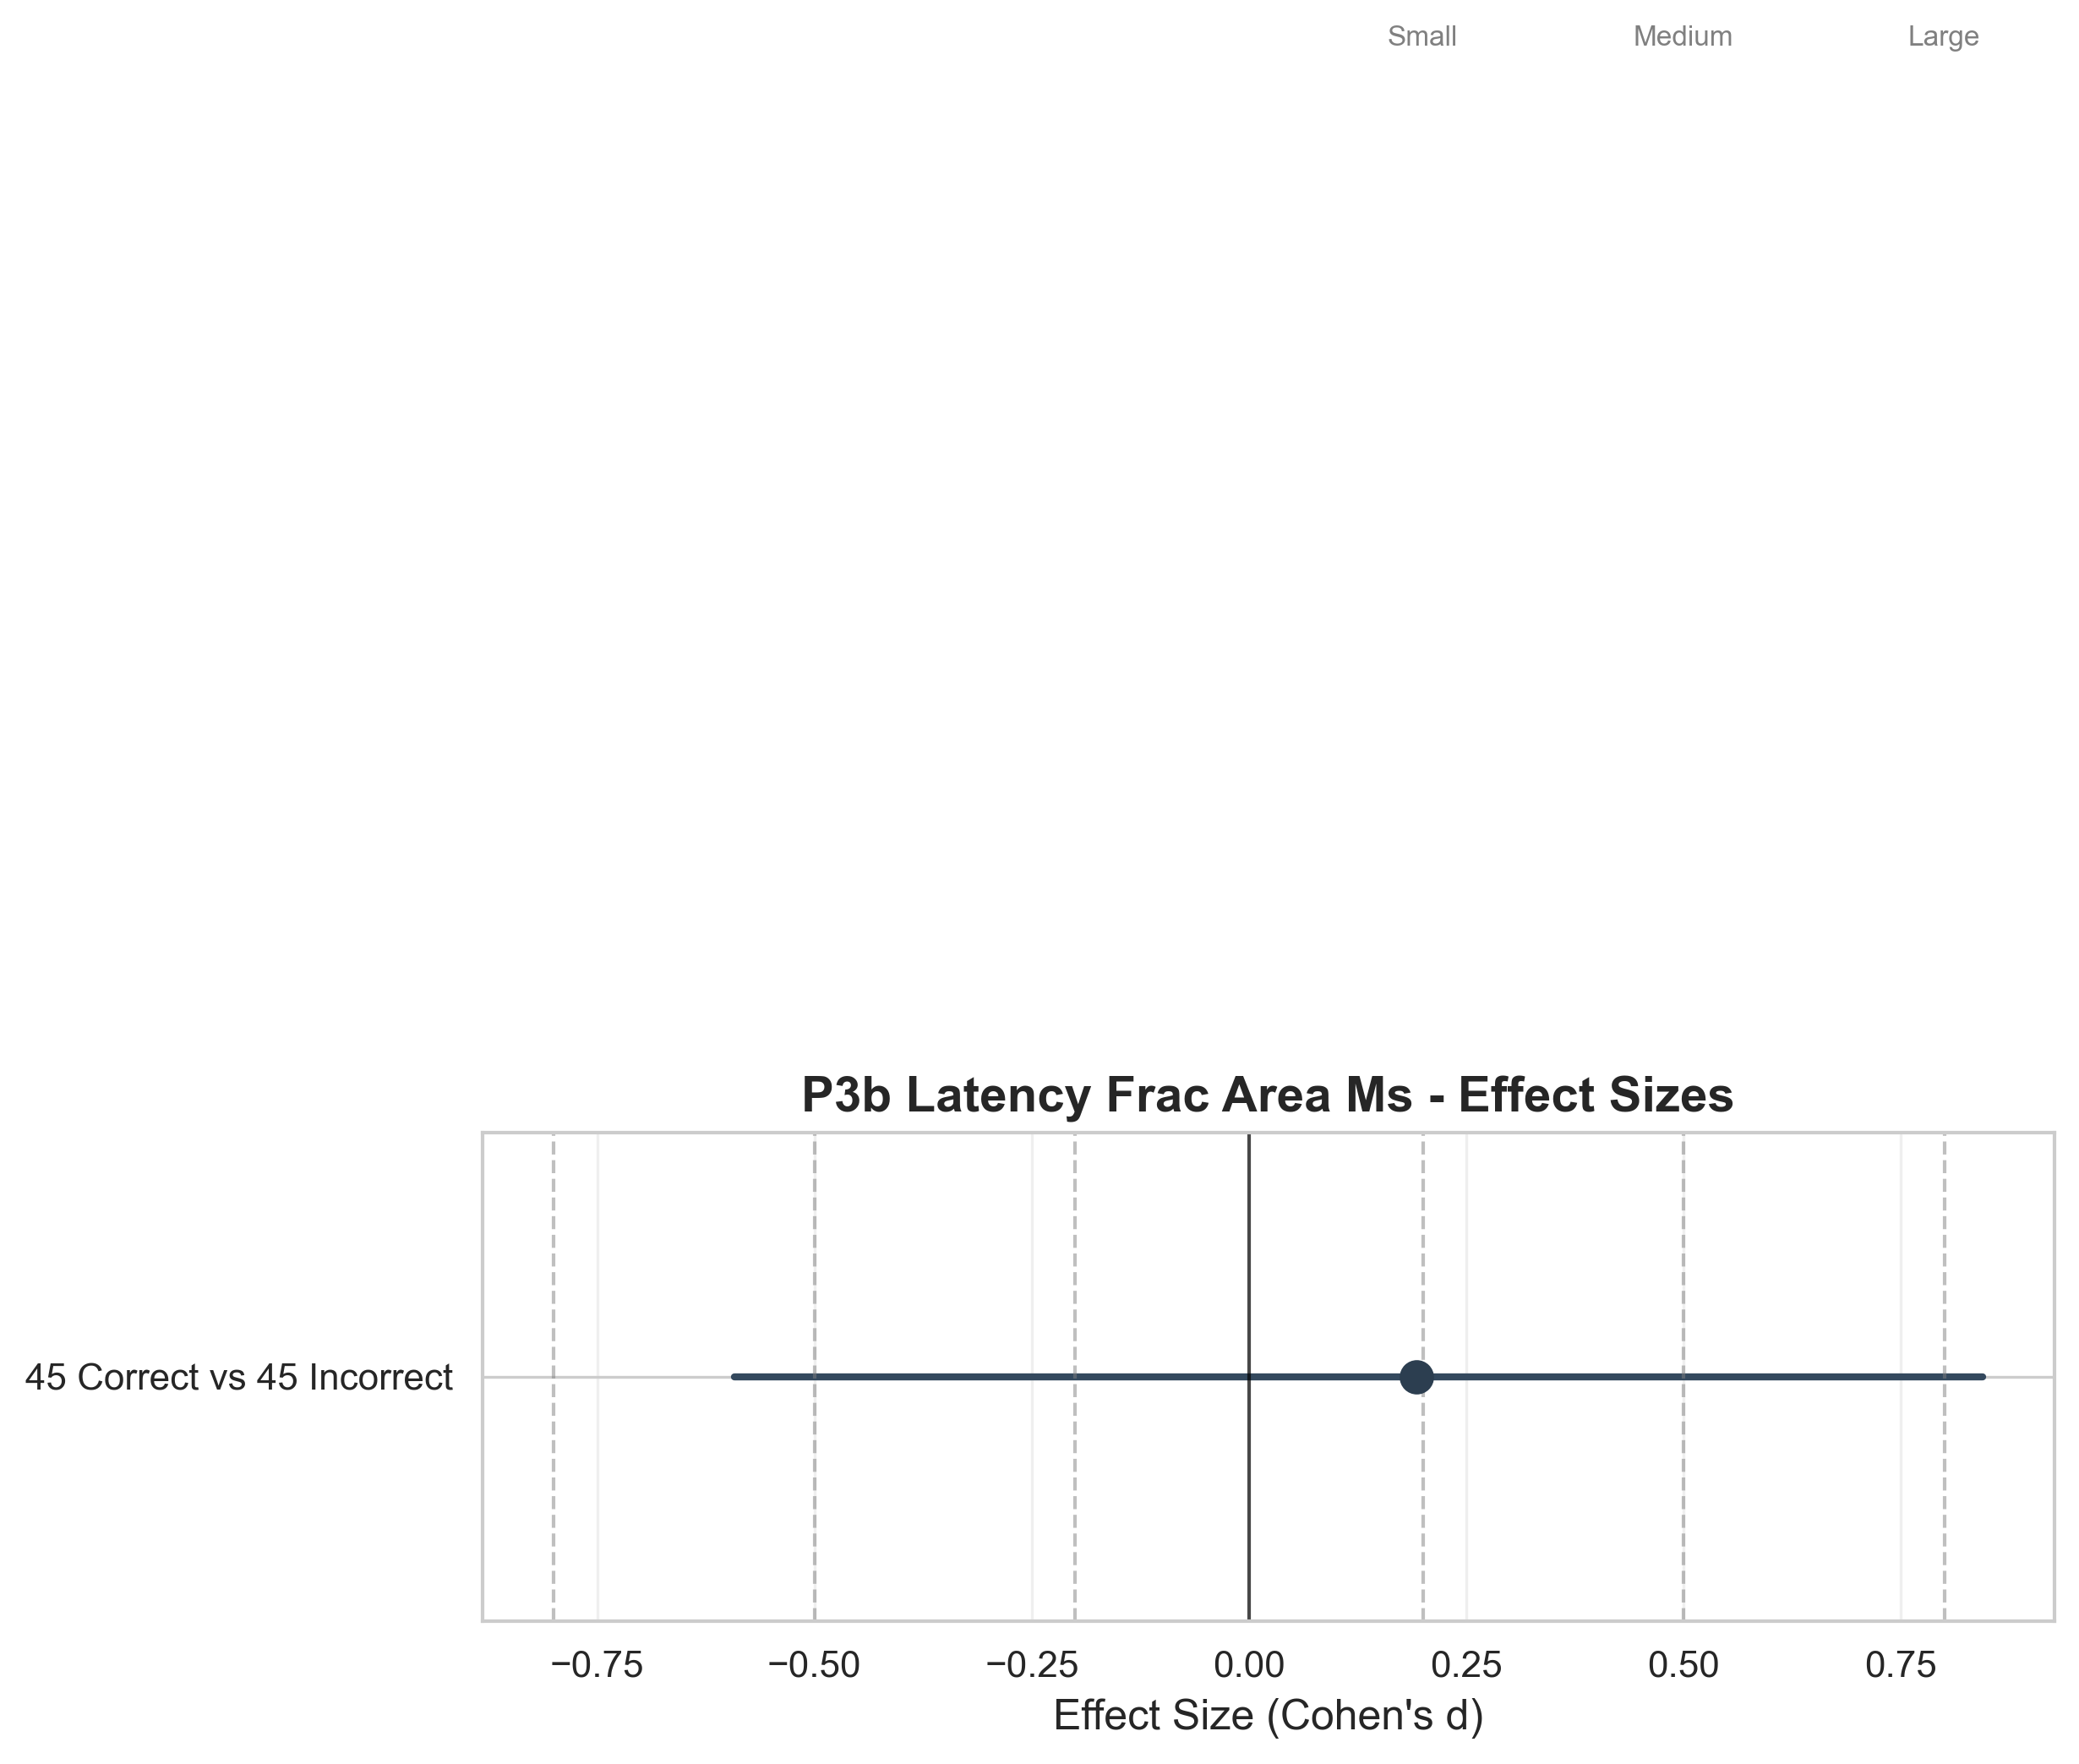 Small Medium Large
P3b Latency Frac Area Ms - Effect Sizes
45 Correct vs 45 Incorrect
−0.75 −0.50 −0.25 0.00 0.25 0.50 0.75
Effect Size (Cohen's d)